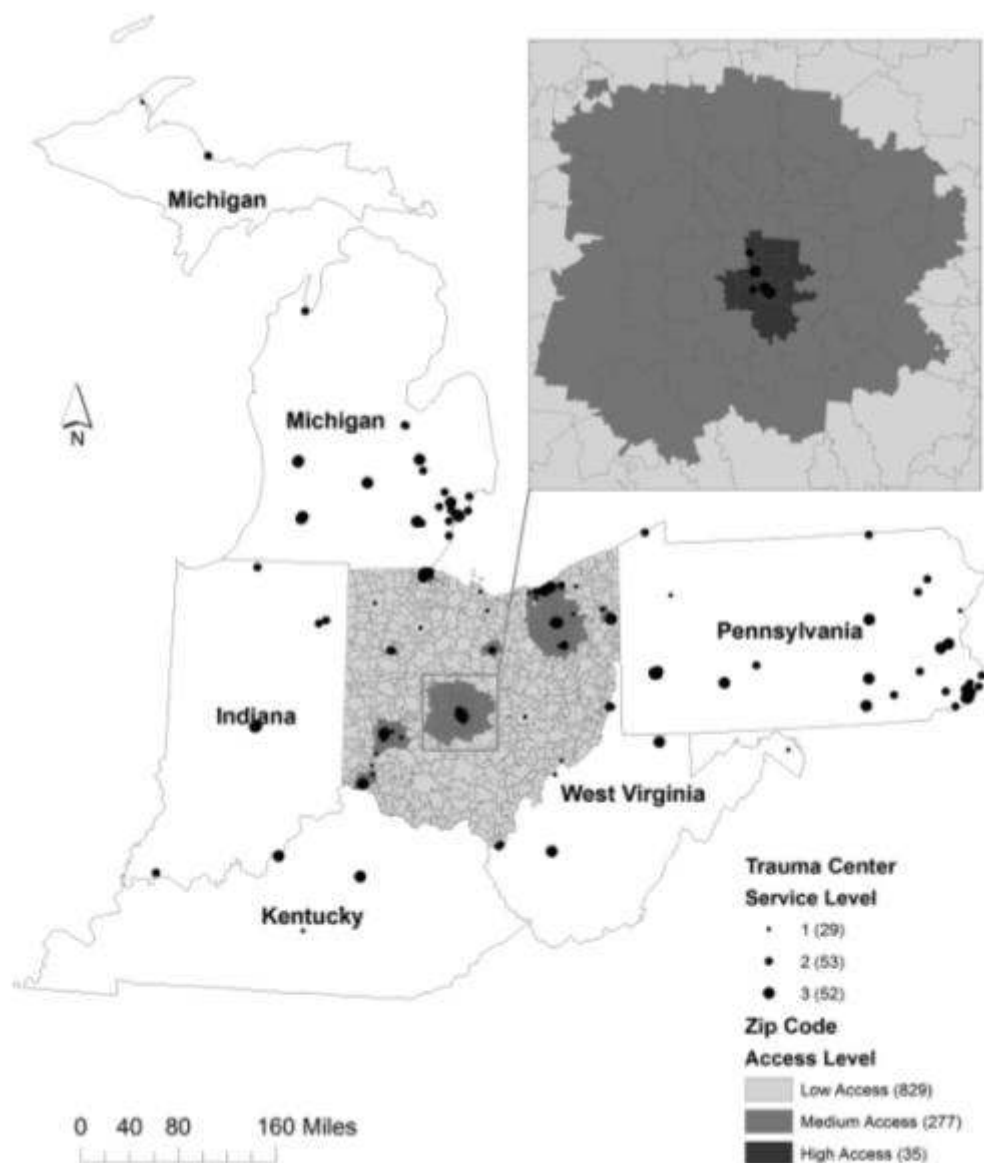 Michigan
N
Michigan
Pennsylvania
Indiana
West Virginia
Kentucky
Trauma Center
Service Level
1 (29)
2 (53)
3 (52)
Zip Code
Access Level
Low Access (829)
Medium Access (277)
High Access (35)
0 40 80 160 Miles